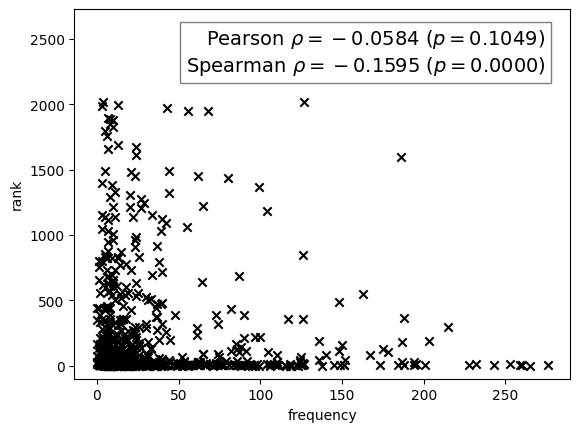 Pearson ρ = −0.0584 (p = 0.1049)
Spearman ρ = −0.1595 (p = 0.0000)
2500
2000
1500
1000
500
0
rank
0 50 100 150 200 250
frequency